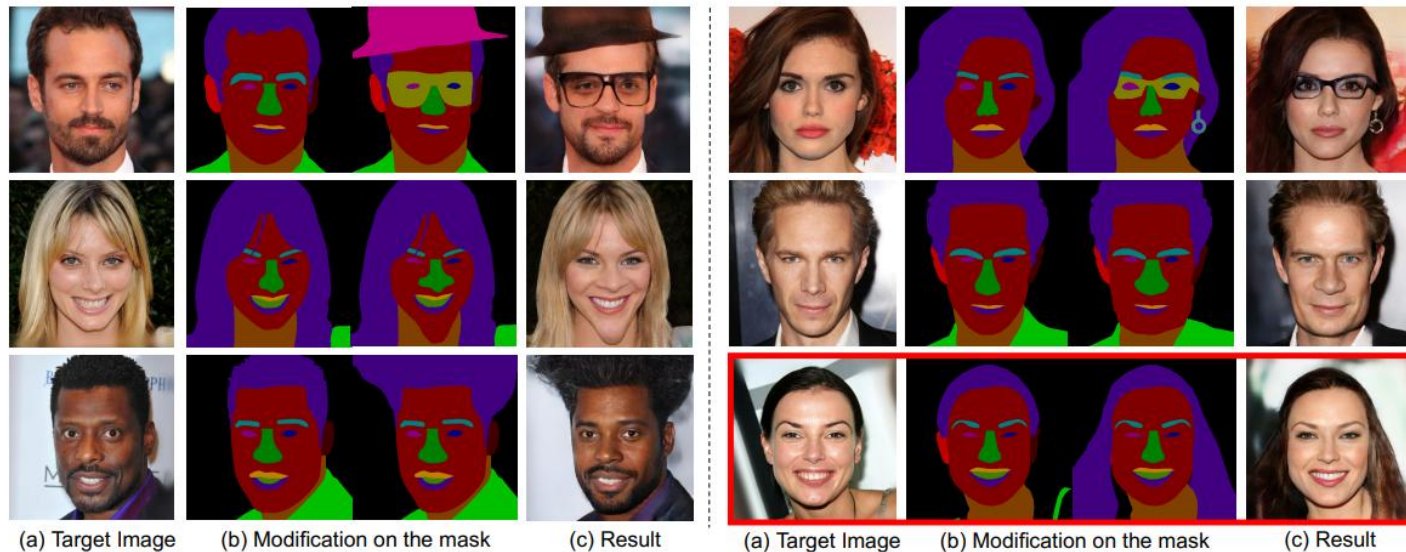 (a) Target Image (b) Modification on the mask (c) Result (a) Target Image (b) Modification on the mask (c) Result